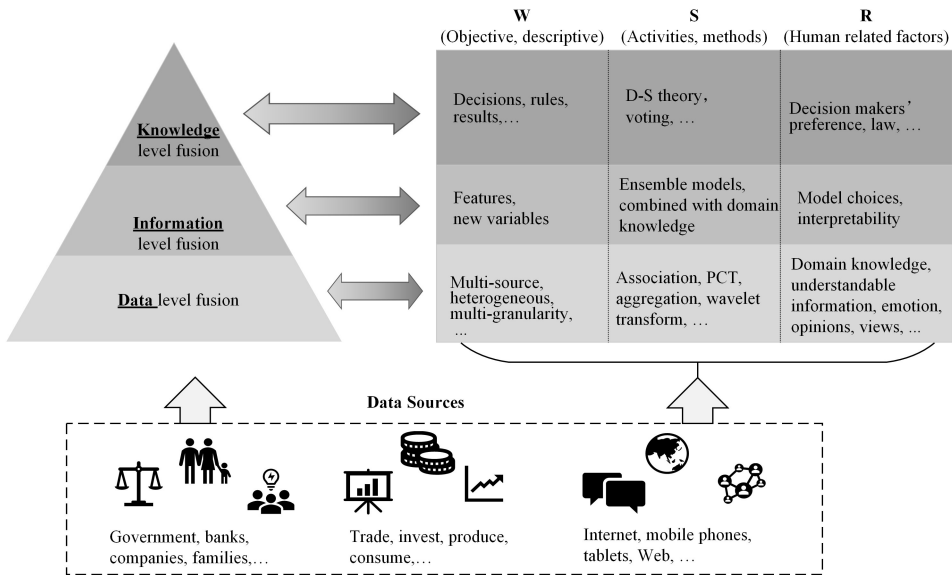 W
(Objective, descriptive)
S
(Activities, methods)
R
(Human related factors)
Knowledge
level fusion
Decisions, rules,
results,…
D-S theory,
voting, …
Decision makers’
preference, law, …
Information
level fusion
Features,
new variables
Ensemble models,
combined with domain
knowledge
Model choices,
interpretability
Data level fusion
Multi-source,
heterogeneous,
multi-granularity,
...
Association, PCT,
aggregation, wavelet
transform, …
Domain knowledge,
understandable
information, emotion,
opinions, views, ...
Data Sources
Government, banks,
companies, families,…
Trade, invest, produce,
consume,…
Internet, mobile phones,
tablets, Web, …